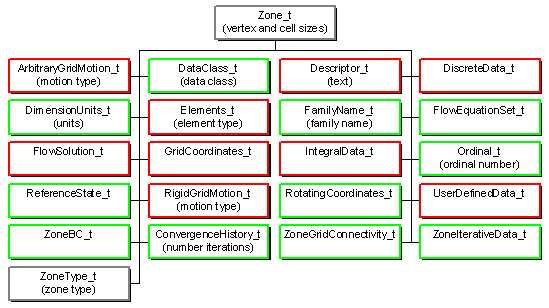 Zone_t
(vertex and cell sizes)
ArbitraryGridMotion_t
(motion type)
DataClass_t
(data class)
Descriptor_t
(text)
DiscreteData_t
DimensionUnits_t
(units)
Elements_t
(element type)
FamilyName_t
(family name)
FlowEquationSet_t
FlowSolution_t
GridCoordinates_t
IntegralData_t
Ordinal_t
(ordinal number)
ReferenceState_t
RigidGridMotion_t
(motion type)
RotatingCoordinates_t
UserDefinedData_t
ZoneBC_t
ConvergenceHistory_t
(number iterations)
ZoneGridConnectivity_t
ZoneIterativeData_t
ZoneType_t
(zone type)